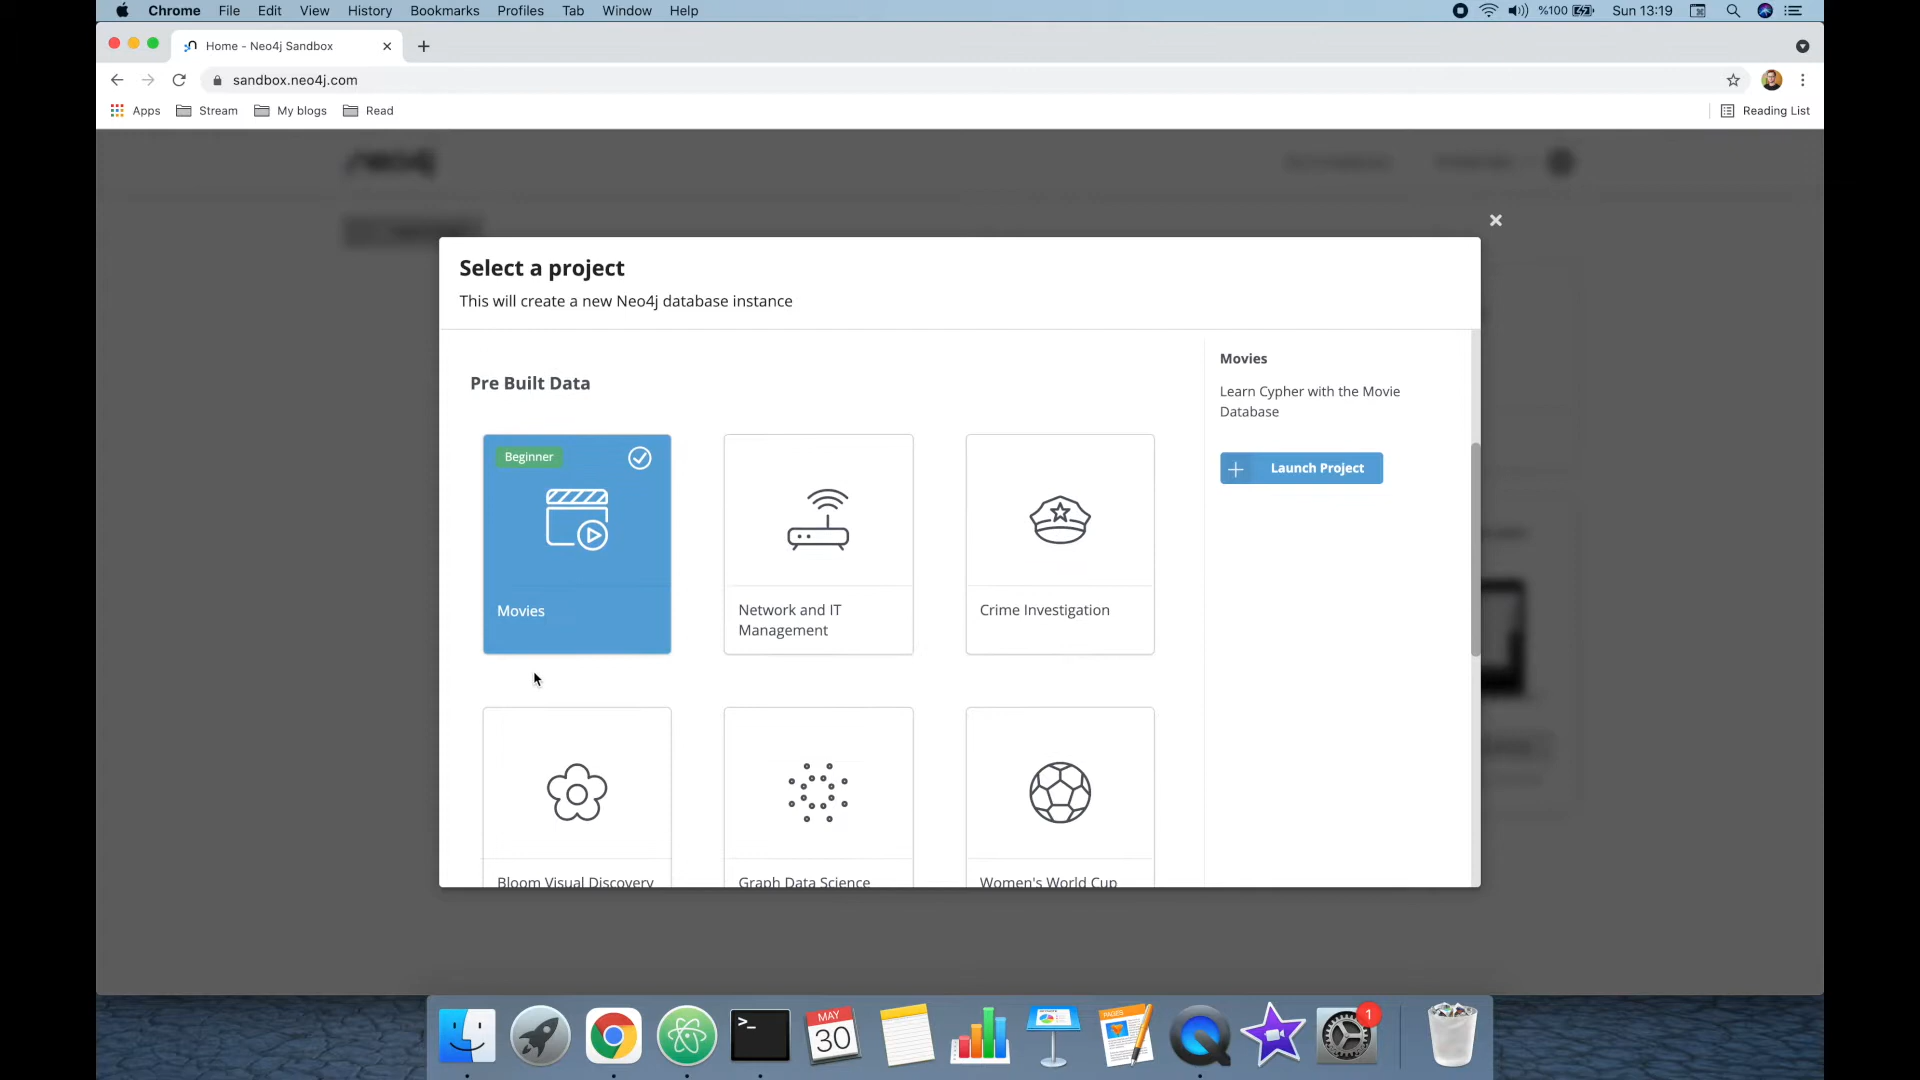 Chrome File Edit View History Bookmarks Profiles Tab Window Help %100 Sun 13:19
Home - Neo4j Sandbox
sandbox.neo4j.com
Apps Stream My blogs Read Reading List
neo4j
Select a project
This will create a new Neo4j database instance
Pre Built Data
Beginner
Movies
Network and IT
Management
Crime Investigation
Bloom Visual Discovery
Graph Data Science
Women's World Cup
Movies
Learn Cypher with the Movie
Database
Launch Project
>_
MAY
30
PAGES
1